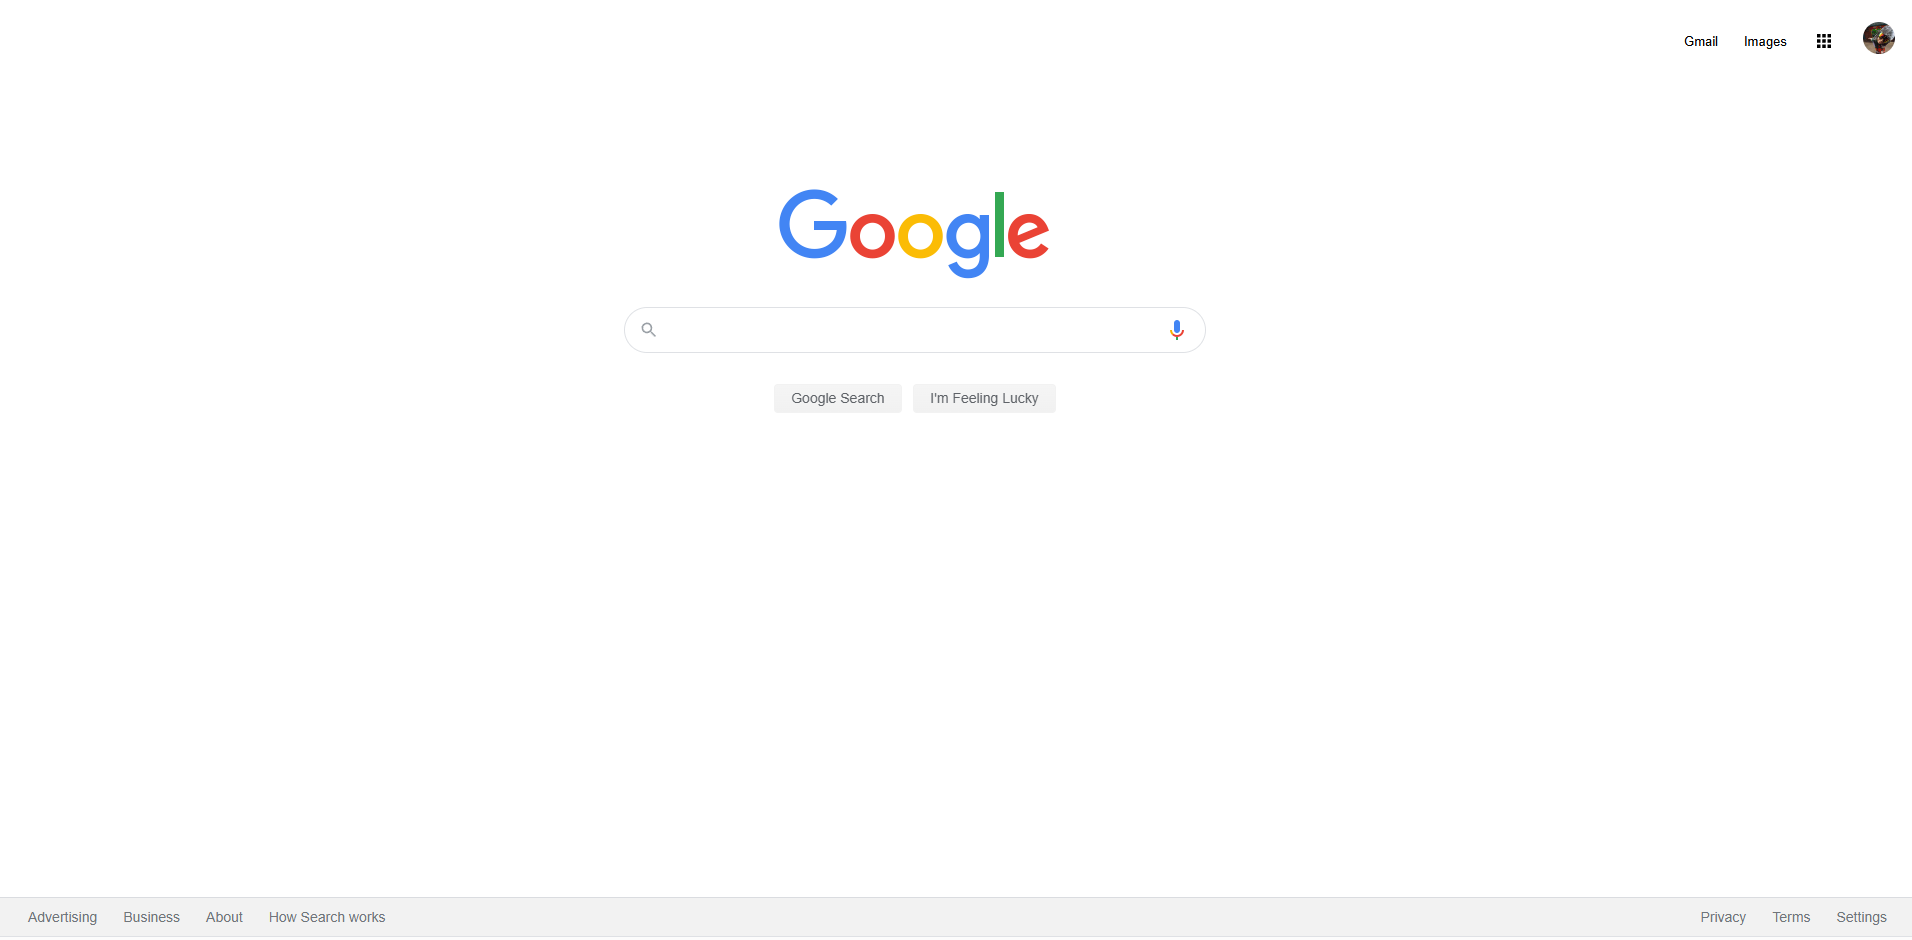 Gmail Images
Google
Google Search I'm Feeling Lucky
Advertising Business About How Search works Privacy Terms Settings